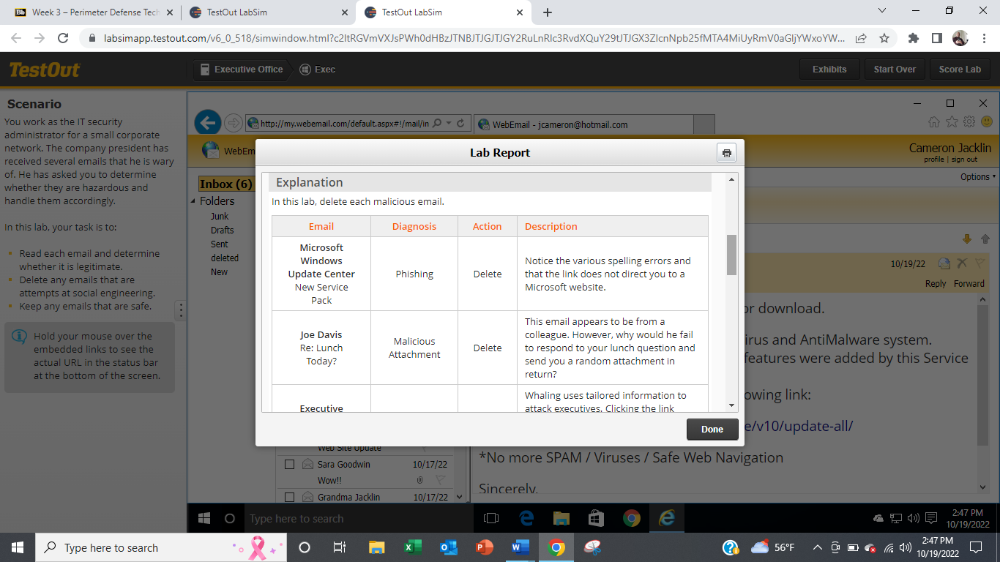 Week 3 – Perimeter Defense Tech
TestOut LabSim
TestOut LabSim
labsimapp.testout.com/v6_0_518/simwindow.html?
TestOut
Executive Office
Exec
Exhibits
Start Over
Score Lab
Scenario
You work as the IT security
administrator for a small corporate
network. The company president has
received several emails that he is wary
of. He has asked you to determine
whether they are hazardous and
handle them accordingly.
In this lab, your task is to:
Read each email and determine
whether it is legitimate.
Delete any emails that are
attempts at social engineering.
Keep any emails that are safe.
Hold your mouse over the
embedded links to see the
actual URL in the status bar
at the bottom of the screen.
http://my.webemail.com/default.aspx#!/mail/in
WebEmail - jcameron@hotmail.com
WebEm
Cameron Jacklin
profile | sign out
Options
Inbox (6)
Folders
Junk
Drafts
Sent
deleted
New
Lab Report
Explanation
In this lab, delete each malicious email.
Email
Diagnosis
Action
Description
Microsoft
Windows
Update Center
New Service
Pack
Phishing
Delete
Notice the various spelling errors and
that the link does not direct you to a
Microsoft website.
Joe Davis
Re: Lunch
Today?
Malicious
Attachment
Delete
This email appears to be from a
colleague. However, why would he fail
to respond to your lunch question and
send you a random attachment in
return?
Executive
Whaling uses tailored information to
attack executives. Clicking the link
Done
10/19/22
Reply Forward
or download.
irus and AntiMalware system.
features were added by this Service
owing link:
e/v10/update-all/
*No more SPAM / Viruses / Safe Web Navigation
Sincerely,
Web Site Update
Sara Goodwin 10/17/22
Wow!!
Grandma Jacklin 10/17/22
Type here to search
2:47 PM
10/19/2022
Type here to search
56°F
2:47 PM
10/19/2022